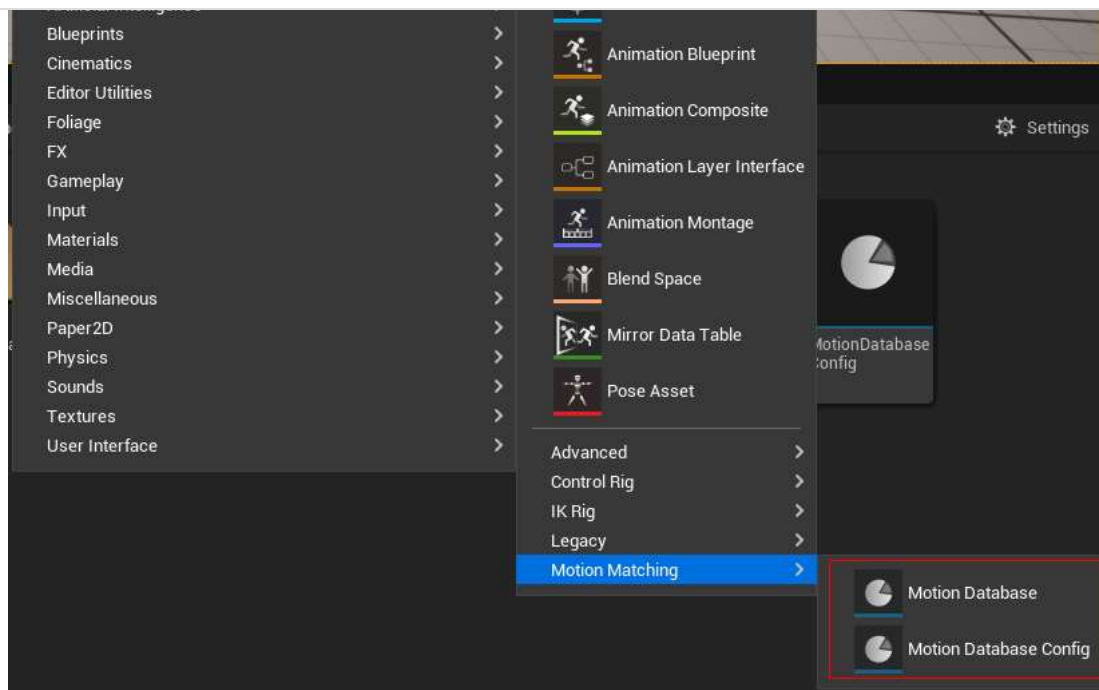 Blueprints
Cinematics
Editor Utilities
Foliage
FX
Gameplay
Input
Materials
Media
Miscellaneous
Paper2D
Physics
Sounds
Textures
User Interface
Animation Blueprint
Animation Composite
Animation Layer Interface
Animation Montage
Blend Space
Mirror Data Table
Pose Asset
Advanced
Control Rig
IK Rig
Legacy
Motion Matching
Settings
MotionDatabase
Config
Motion Database
Motion Database Config